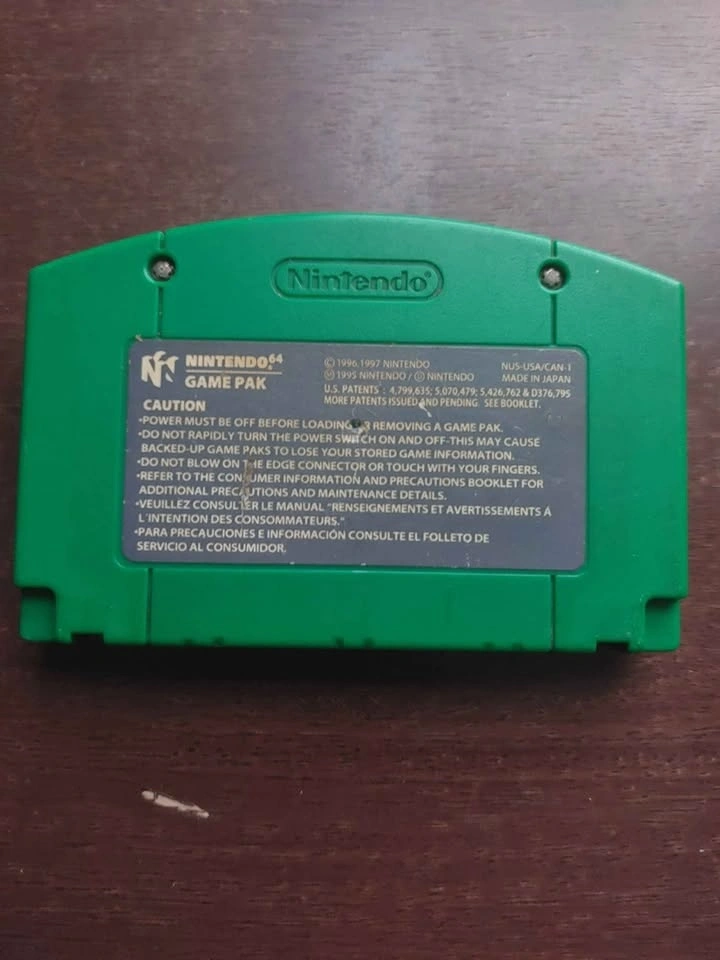 Nintendo®
NINTENDO 64
GAME PAK
© 1996, 1997 NINTENDO
Ⓜ 1995 NINTENDO / Ⓟ NINTENDO
NUS-USA/CAN-1
MADE IN JAPAN
U.S. PATENTS : 4,799,635; 5,070,479; 5,426,762 & D376,795
MORE PATENTS ISSUED AND PENDING. SEE BOOKLET.
CAUTION
•POWER MUST BE OFF BEFORE LOADING REMOVING A GAME PAK.
•DO NOT RAPIDLY TURN THE POWER SWITCH ON AND OFF-THIS MAY CAUSE
BACKED-UP GAME PAKS TO LOSE YOUR STORED GAME INFORMATION.
•DO NOT BLOW ON THE EDGE CONNECTOR OR TOUCH WITH YOUR FINGERS.
•REFER TO THE CONSUMER INFORMATION AND PRECAUTIONS BOOKLET FOR
ADDITIONAL PRECAUTIONS AND MAINTENANCE DETAILS.
•VEUILLEZ CONSULTER LE MANUAL "RENSEIGNEMENTS ET AVERTISSEMENTS À
L'INTENTION DES CONSOMMATEURS."
•PARA PRECAUCIONES E INFORMACIÓN CONSULTE EL FOLLETO DE
SERVICIO AL CONSUMIDOR.